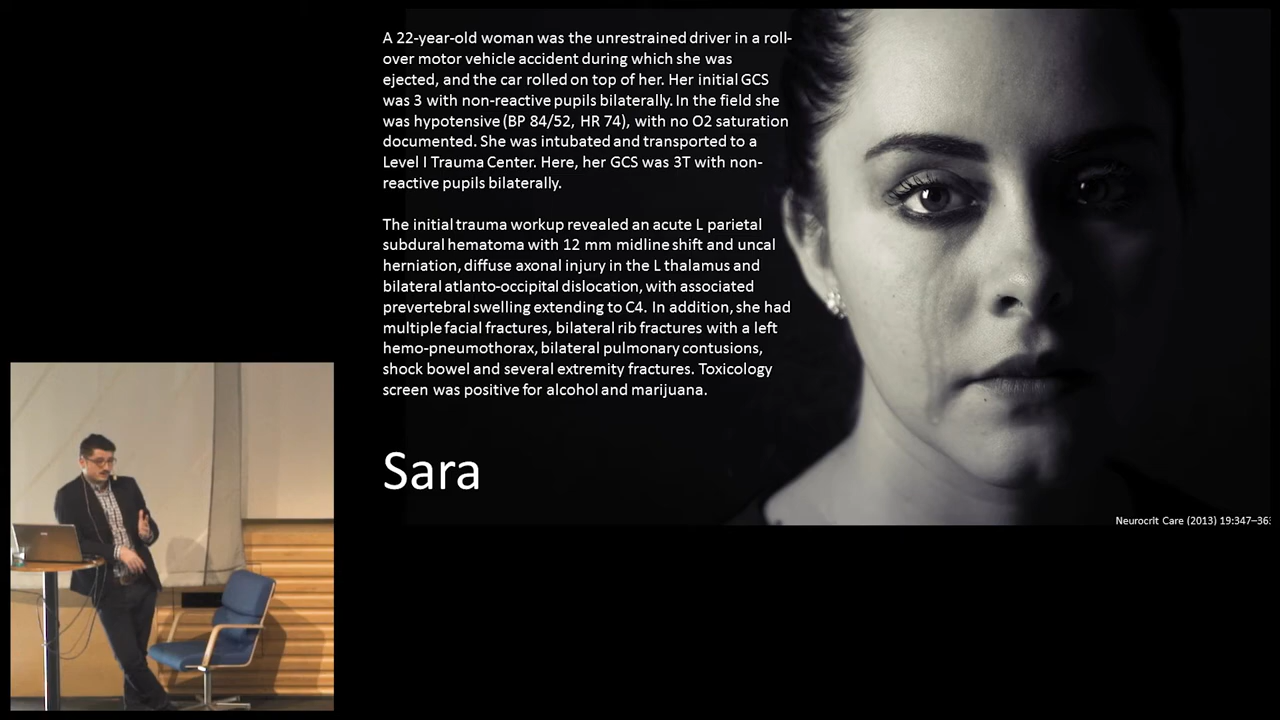 A 22-year-old woman was the unrestrained driver in a roll-
over motor vehicle accident during which she was
ejected, and the car rolled on top of her. Her initial GCS
was 3 with non-reactive pupils bilaterally. In the field she
was hypotensive (BP 84/52, HR 74), with no O2 saturation
documented. She was intubated and transported to a
Level I Trauma Center. Here, her GCS was 3T with non-
reactive pupils bilaterally.
The initial trauma workup revealed an acute L parietal
subdural hematoma with 12 mm midline shift and uncal
herniation, diffuse axonal injury in the L thalamus and
bilateral atlanto-occipital dislocation, with associated
prevertebral swelling extending to C4. In addition, she had
multiple facial fractures, bilateral rib fractures with a left
hemo-pneumothorax, bilateral pulmonary contusions,
shock bowel and several extremity fractures. Toxicology
screen was positive for alcohol and marijuana.
Sara
Neurocrit Care (2013) 19:347–363